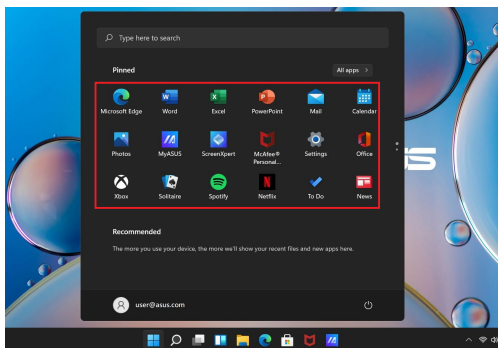 Type here to search
Pinned
All apps >
Microsoft Edge Word Excel PowerPoint Mail Calendar
Photos MyASUS ScreenXpert McAfee® Personal... Settings Office
Xbox Solitaire Spotify Netflix To Do News
Recommended
The more you use your device, the more we'll show your recent files and new apps here.
user@asus.com